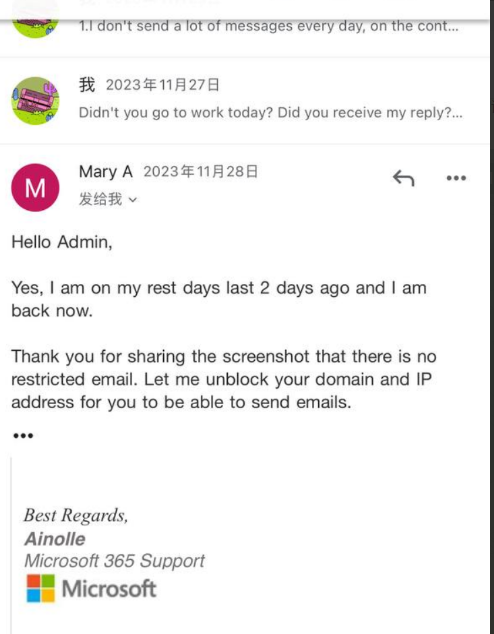 1.I don't send a lot of messages every day, on the cont...
我 2023年11月27日
Didn't you go to work today? Did you receive my reply?...
Mary A 2023年11月28日
M
发给我
Hello Admin,
Yes, I am on my rest days last 2 days ago and I am
back now.
Thank you for sharing the screenshot that there is no
restricted email. Let me unblock your domain and IP
address for you to be able to send emails.
Best Regards,
Ainolle
Microsoft 365 Support
Microsoft